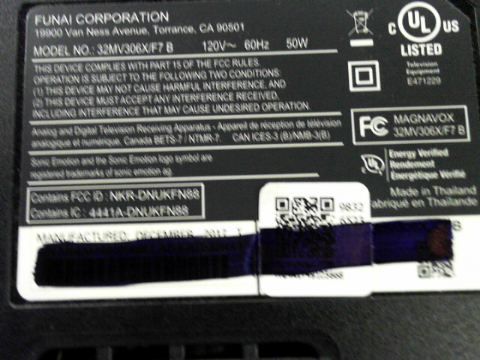 FUNAI CORPORATION
19900 Van Ness Avenue, Torrance, CA 90501
MODEL NO.: 32MV306X/F7 B 120V~ 60Hz 50W
THIS DEVICE COMPLIES WITH PART 15 OF THE FCC RULES.
OPERATION IS SUBJECT TO THE FOLLOWING TWO CONDITIONS:
(1) THIS DEVICE MAY NOT CAUSE HARMFUL INTERFERENCE, AND
(2) THIS DEVICE MUST ACCEPT ANY INTERFERENCE RECEIVED,
INCLUDING INTERFERENCE THAT MAY CAUSE UNDESIRED OPERATION.
Analog and Digital Television Receiving Apparatus - Appareil de réception de télévision
analogique et numérique, Canada BETS-7 / NTMR-7. CAN ICES-3 (B)/NMB-3(B)
Sonic Emotion and the Sonic Emotion logo symbol are
registered trademarks of sonic emotion ag.
Contains FCC ID : NKR-DNUKFN88
Contains IC : 4441A-DNUKFN88
MANUFACTURED: DECEMBER 2017
C UL US
LISTED
Television
Equipment
E471229
FC MAGNAVOX
32MV306X/F7 B
UL Energy Verified
Rendement
Énergétique Vérifié
Made in Thailand
abriqué en Thaïlande
9832
B